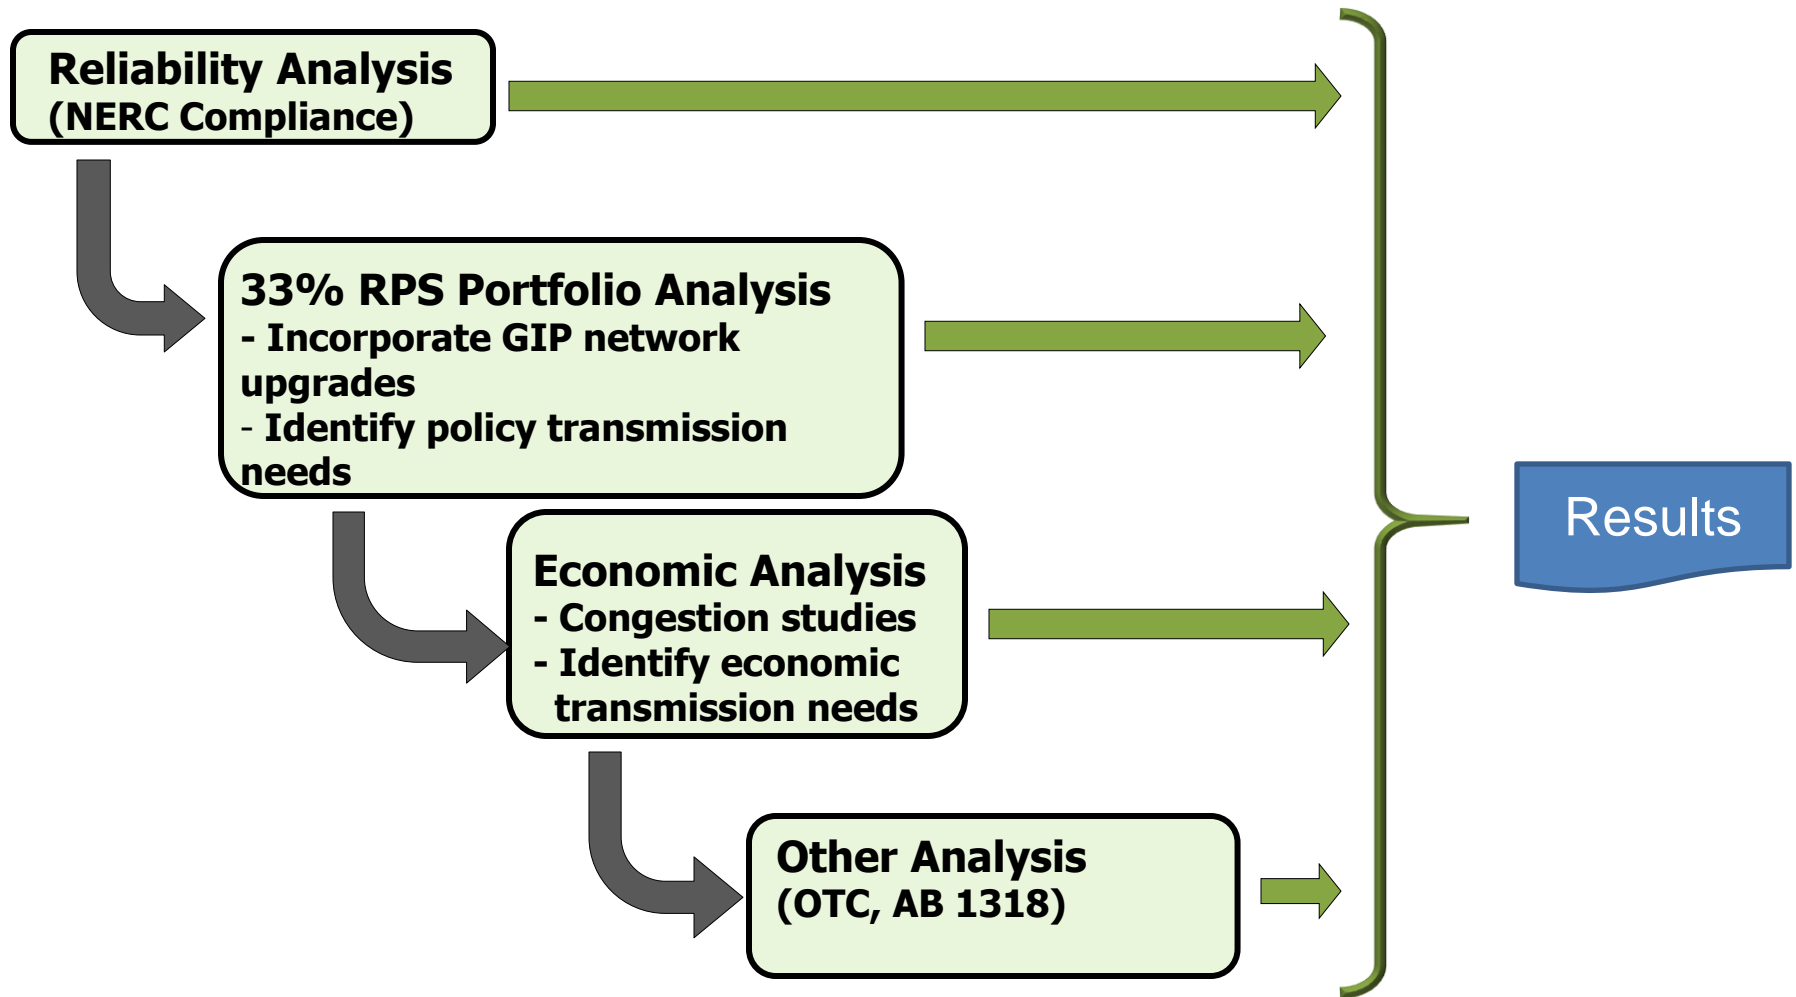 Reliability Analysis
(NERC Compliance)
33% RPS Portfolio Analysis
- Incorporate GIP network
upgrades
- Identify policy transmission
needs
Economic Analysis
- Congestion studies
- Identify economic
transmission needs
Other Analysis
(OTC, AB 1318)
Results